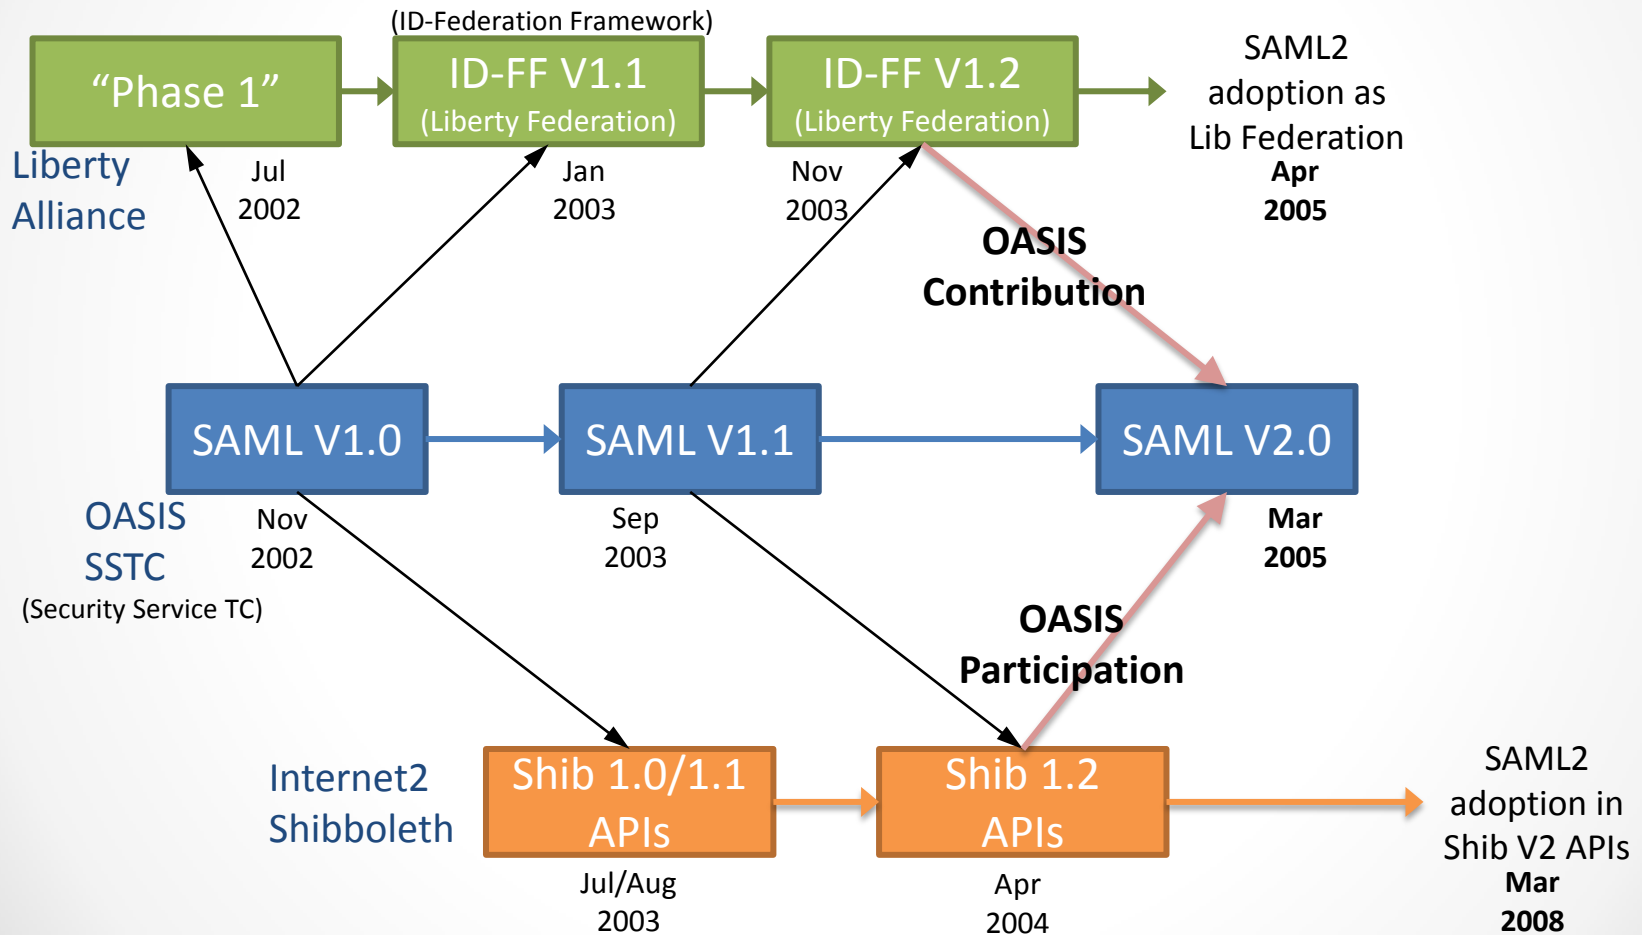 (ID-Federation Framework)
“Phase 1”
ID-FF V1.1
(Liberty Federation)
ID-FF V1.2
(Liberty Federation)
SAML2
adoption as
Lib Federation
Apr
2005
Liberty
Alliance
Jul
2002
Jan
2003
Nov
2003
OASIS
Contribution
SAML V1.0
SAML V1.1
SAML V2.0
OASIS
SSTC
(Security Service TC)
Nov
2002
Sep
2003
Mar
2005
OASIS
Participation
Internet2
Shibboleth
Shib 1.0/1.1
APIs
Shib 1.2
APIs
SAML2
adoption in
Shib V2 APIs
Mar
2008
Jul/Aug
2003
Apr
2004